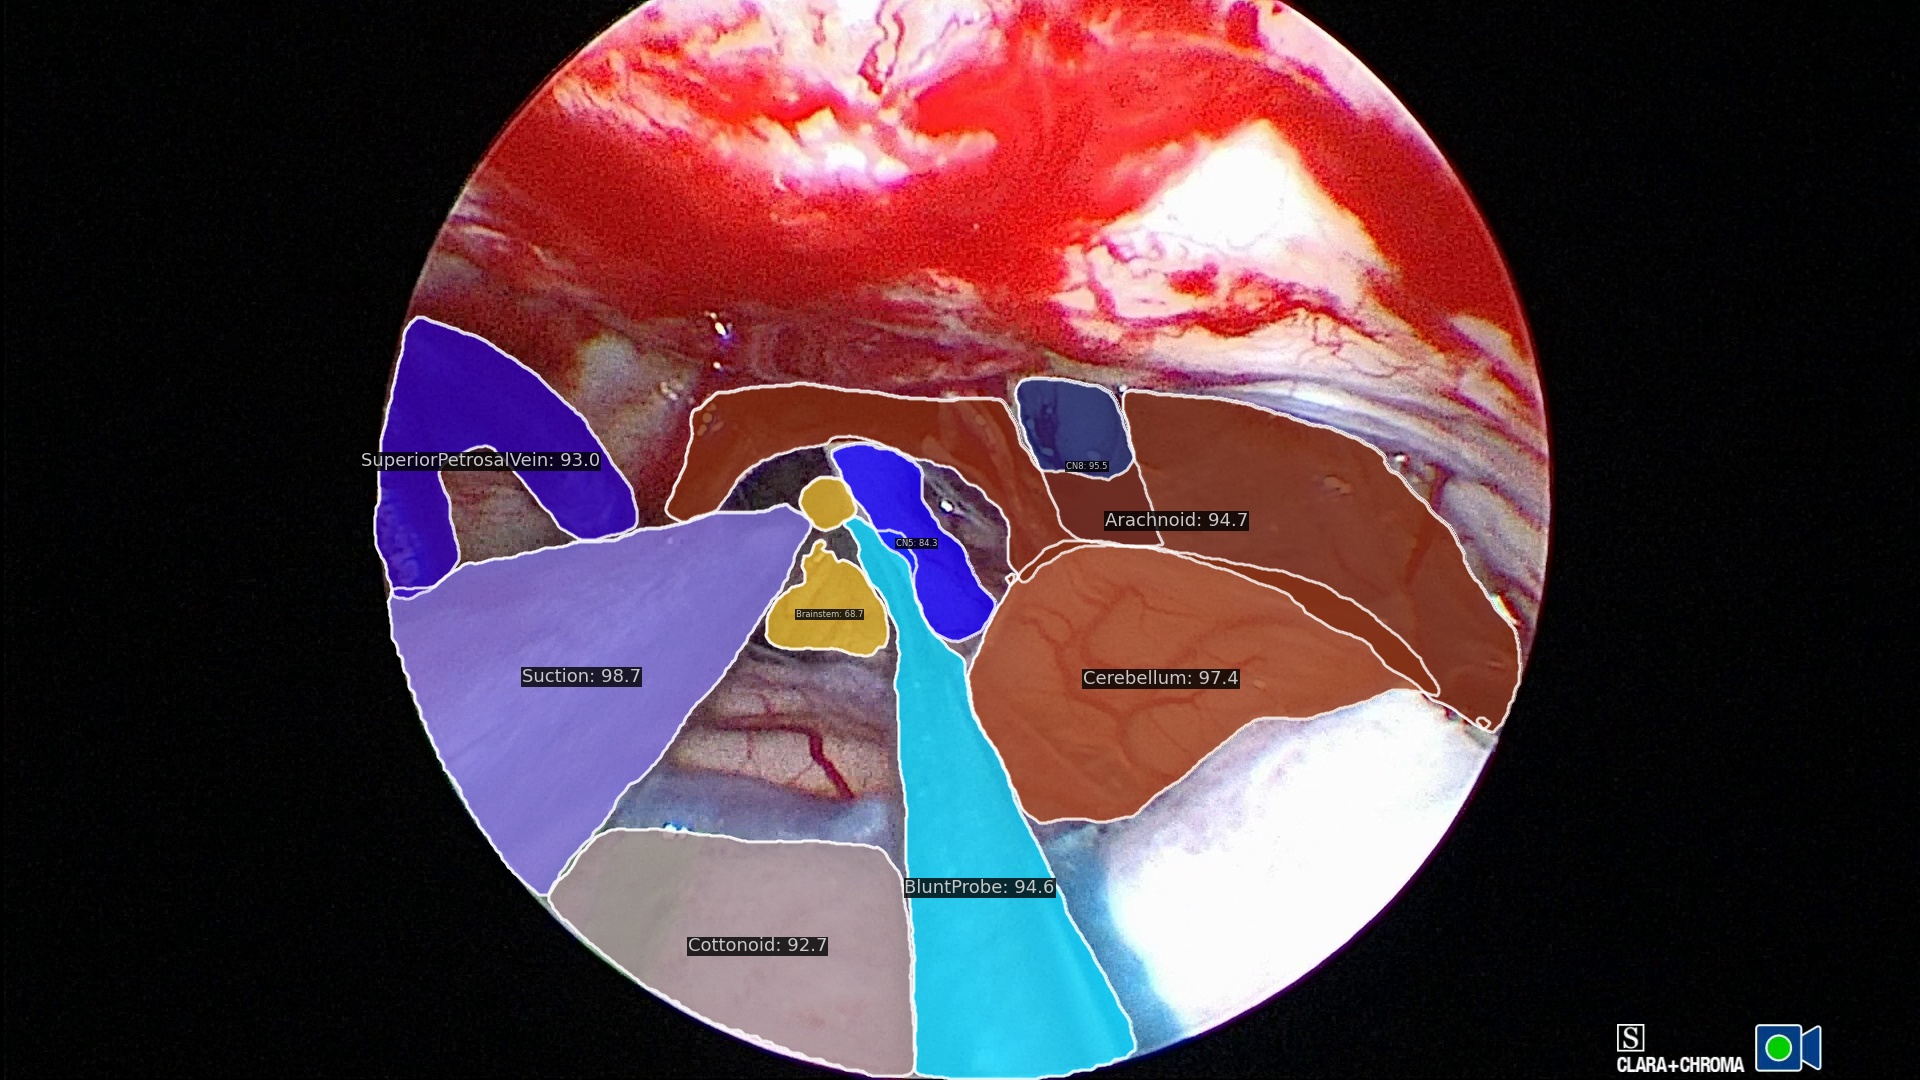 SuperiorPetrosalVein: 93.0
CN8: 95.5
Arachnoid: 94.7
CN5: 84.3
Brainstem: 68.7
Suction: 98.7
Cerebellum: 97.4
BluntProbe: 94.6
Cottonoid: 92.7
S
CLARA+CHROMA